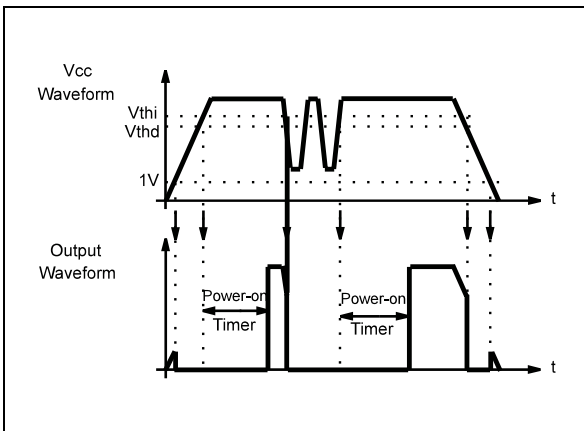 Vcc
Waveform
Vthi
Vthd
1V
t
Output
Waveform
Power-on
Timer
Power-on
Timer
t